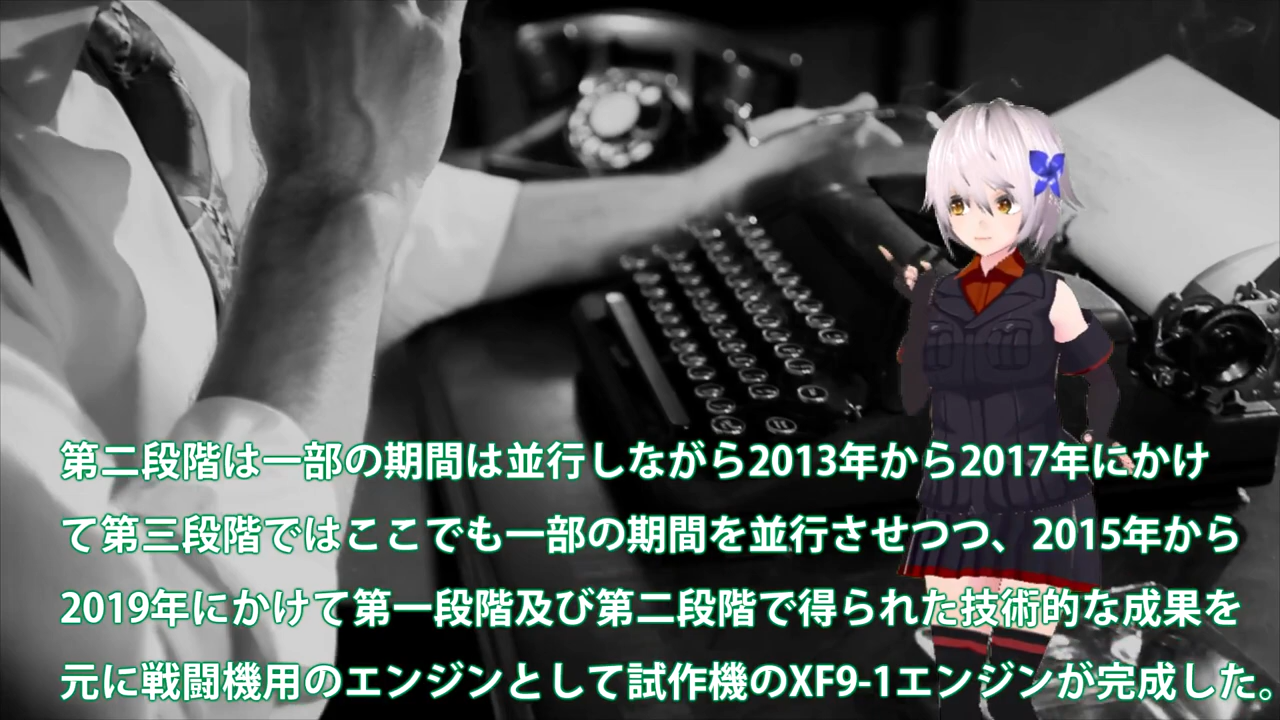 第二段階は一部の期間は並行しながら2013年から2017年にかけ
て第三段階ではここでも一部の期間を並行させつつ、2015年から
2019年にかけて第一段階及び第二段階で得られた技術的な成果を
元に戦闘機用のエンジンとして試作機のXF9-1エンジンが完成した。